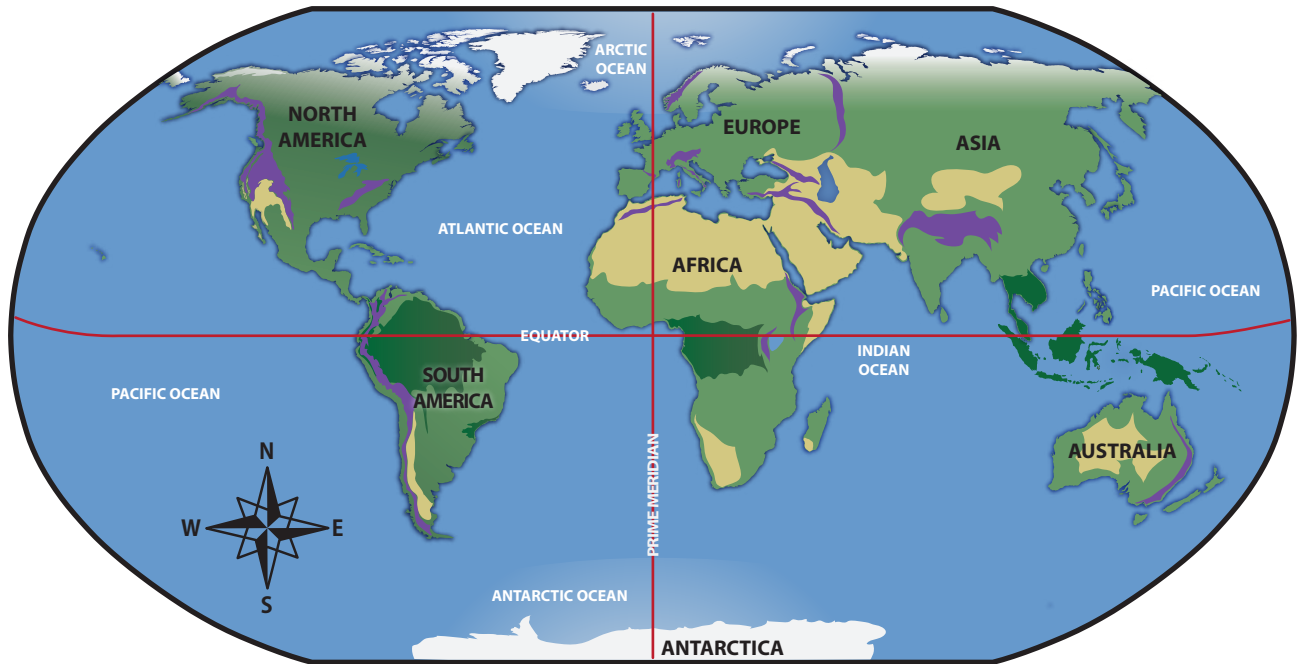 ARCTIC
OCEAN
NORTH
AMERICA
EUROPE
ASIA
ATLANTIC OCEAN
AFRICA
PACIFIC OCEAN
EQUATOR
INDIAN
OCEAN
SOUTH
AMERICA
PACIFIC OCEAN
AUSTRALIA
PRIME MERIDIAN
N
W
E
S
ANTARCTIC OCEAN
ANTARCTICA